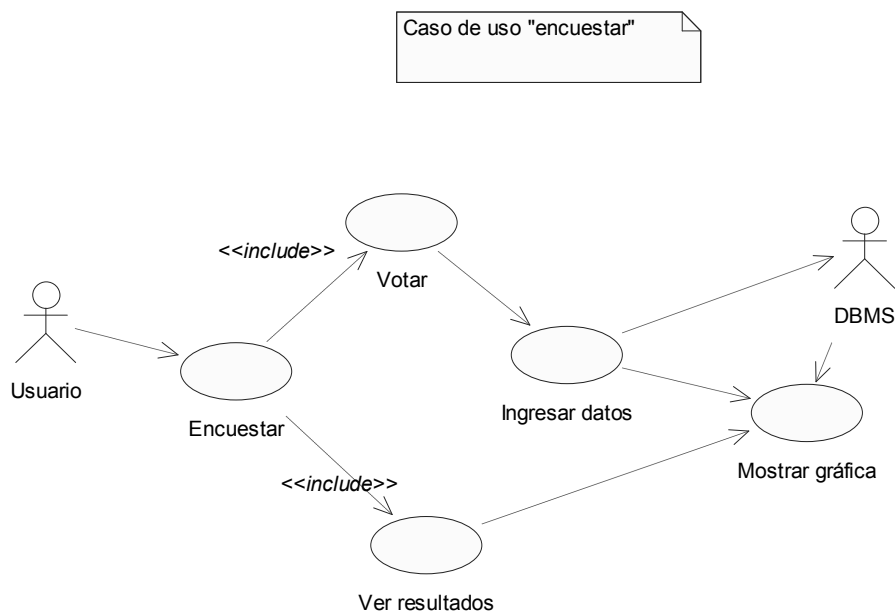 Caso de uso "encuestar"
<<include>>
Votar
DBMS
Usuario
Encuestar
Ingresar datos
Mostrar gráfica
<<include>>
Ver resultados